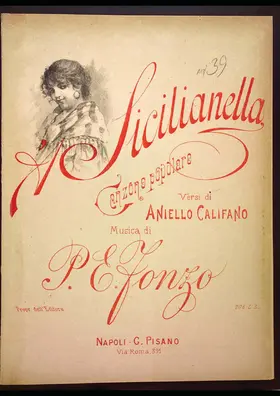 39
'A Sicilianella
Canzone popolare
Versi di
ANIELLO CALIFANO
Musica di
P. E. Fonzo
NAPOLI - G. PISANO
Via Roma,